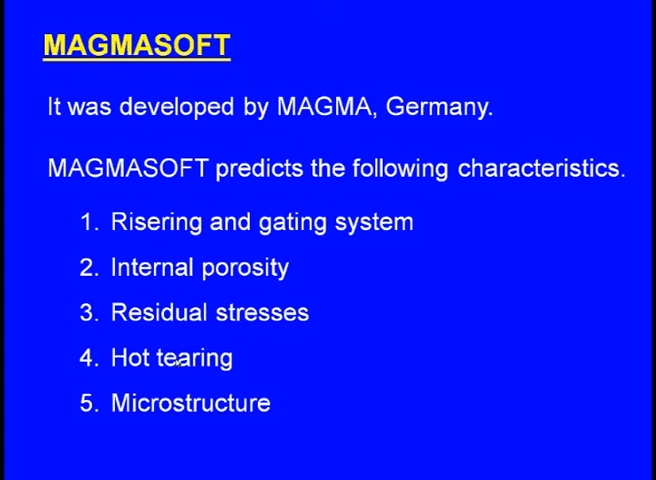 MAGMASOFT
It was developed by MAGMA, Germany.
MAGMASOFT predicts the following characteristics.
1. Risering and gating system
2. Internal porosity
3. Residual stresses
4. Hot tearing
5. Microstructure